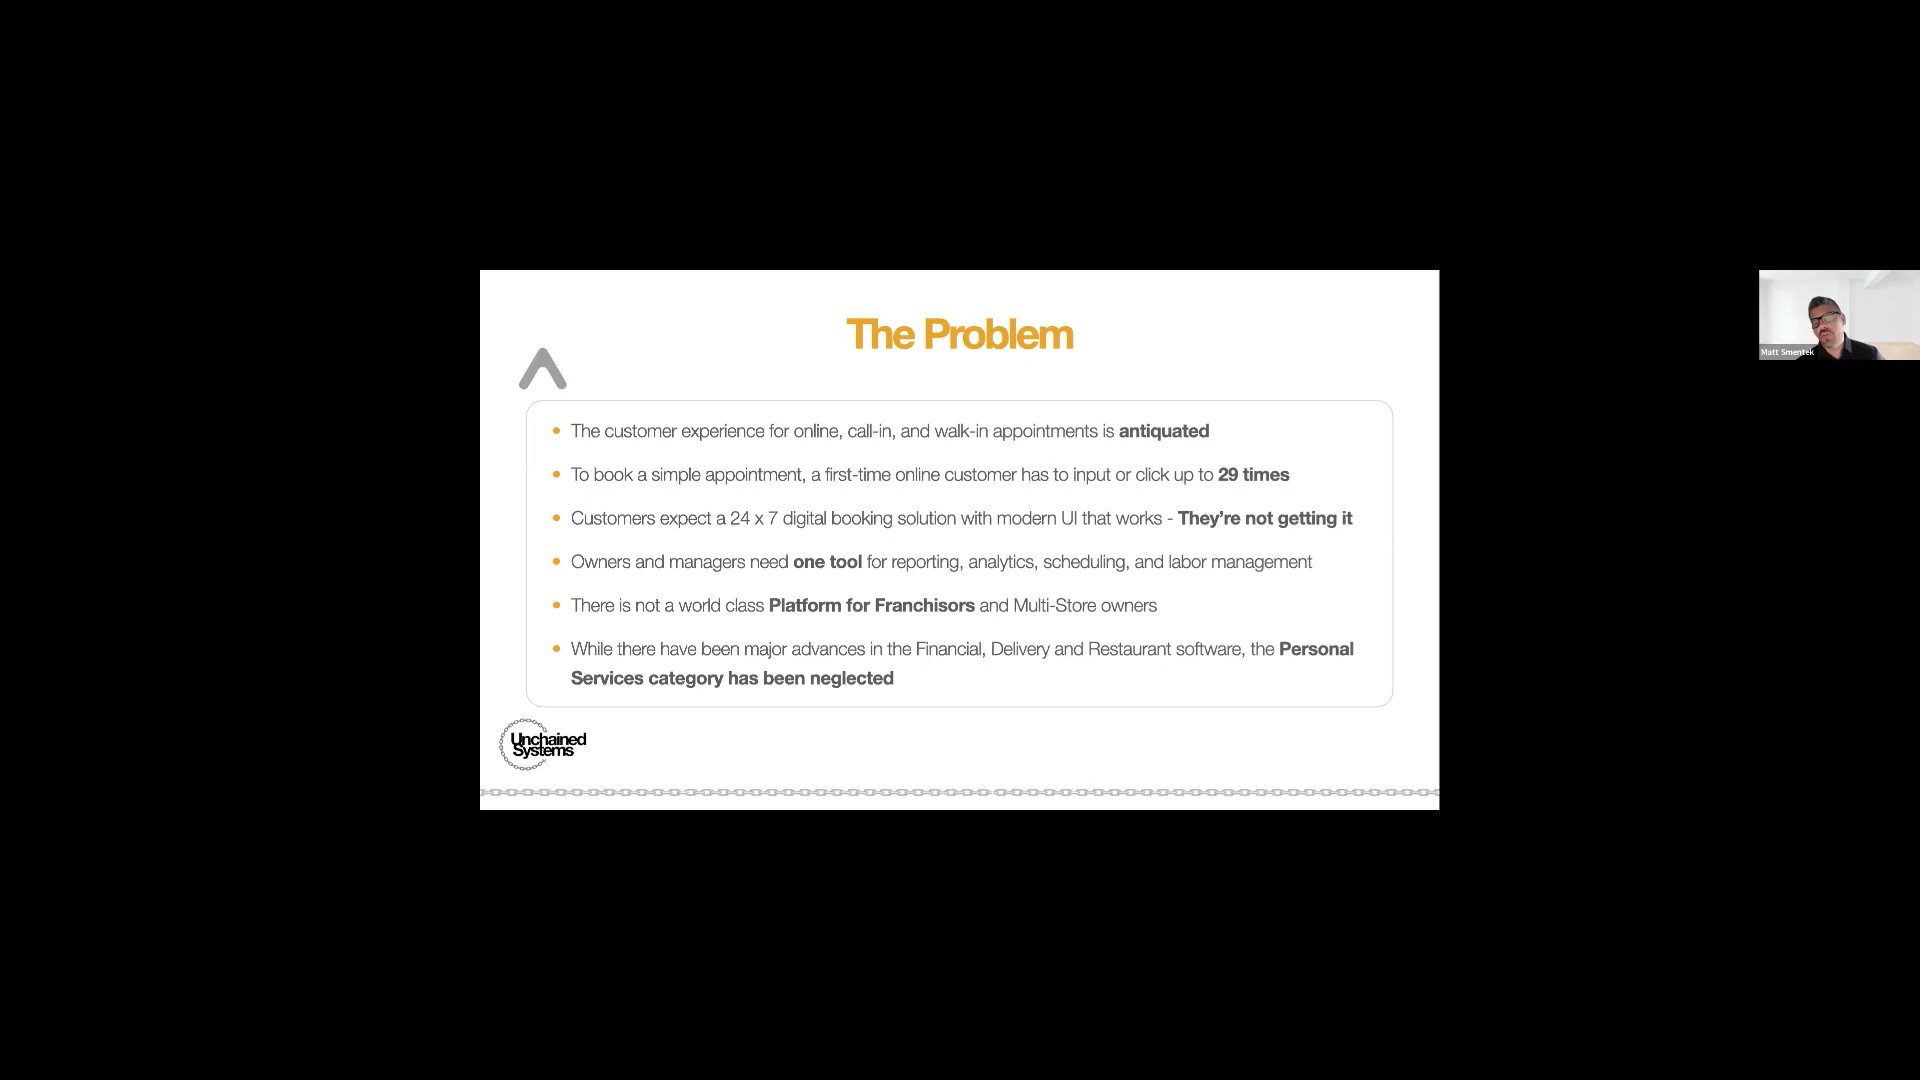 The Problem
• The customer experience for online, call-in, and walk-in appointments is antiquated
• To book a simple appointment, a first-time online customer has to input or click up to 29 times
• Customers expect a 24 x 7 digital booking solution with modern UI that works - They’re not getting it
• Owners and managers need one tool for reporting, analytics, scheduling, and labor management
• There is not a world class Platform for Franchisors and Multi-Store owners
• While there have been major advances in the Financial, Delivery and Restaurant software, the Personal
Services category has been neglected
Unchained
Systems
Matt Smentek